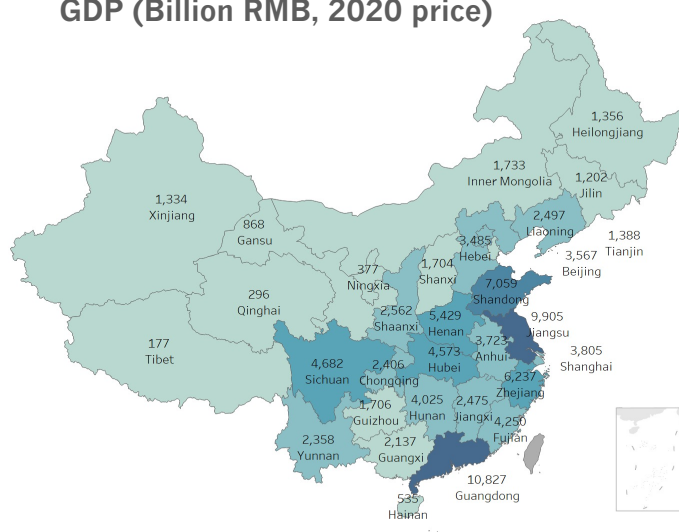 GDP (Billion RMB, 2020 price)
1,356
Heilongjiang
1,733
Inner Mongolia
1,202
Jilin
1,334
Xinjiang
2,497
Liaoning
868
Gansu
1,388
Tianjin
3,485
Hebei
3,567
Beijing
1,704
Shanxi
377
Ningxia
7,059
Shandong
296
Qinghai
2,562
Shaanxi
5,429
Henan
9,905
Jiangsu
177
Tibet
3,723
Anhui
3,805
Shanghai
4,682
Sichuan
2,406
Chongqing
4,573
Hubei
6,237
Zhejiang
1,706
Guizhou
4,025
Hunan
2,475
Jiangxi
4,250
Fujian
2,358
Yunnan
2,137
Guangxi
10,827
Guangdong
535
Hainan